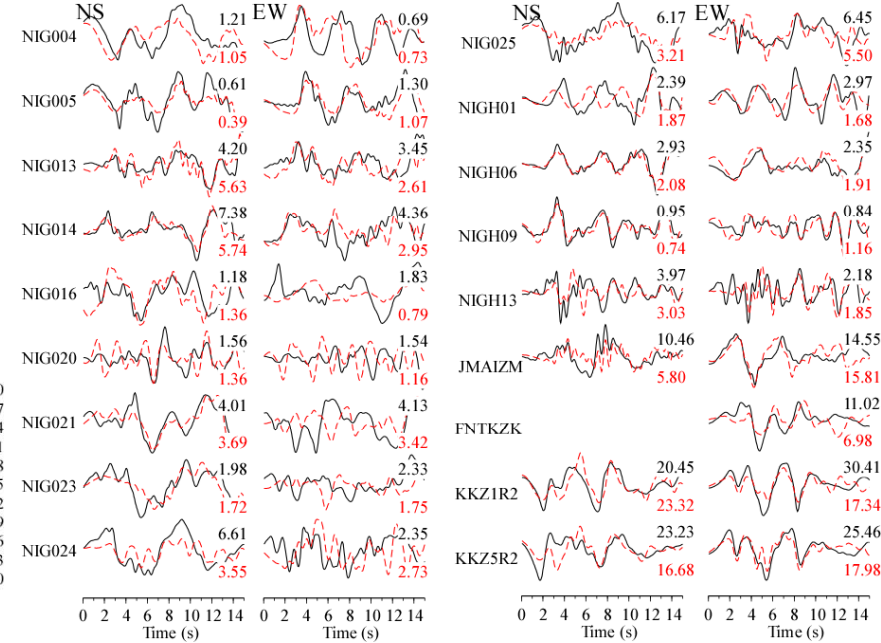 NS EW NS EW
NIG004 1.21 1.05 0.69 0.73 NIG025 6.17 3.21 6.45 5.50
NIG005 0.61 0.39 1.30 1.07 NIGH01 2.39 1.87 2.97 1.68
NIG013 4.20 5.63 3.45 2.61 NIGH06 2.93 2.08 2.35 1.91
NIG014 7.38 5.74 4.36 2.95 NIGH09 0.95 0.74 0.84 1.16
NIG016 1.18 1.36 1.83 0.79 NIGH13 3.97 3.03 2.18 1.85
NIG020 1.56 1.36 1.54 1.16 JMAIZM 10.46 5.80 14.55 15.81
NIG021 4.01 3.69 4.13 3.42 FNTKZK 11.02 6.98
NIG023 1.98 1.72 2.33 1.75 KKZ1R2 20.45 23.32 30.41 17.34
NIG024 6.61 3.55 2.35 2.73 KKZ5R2 23.23 16.68 25.46 17.98
0 2 4 6 8 10 12 14 0 2 4 6 8 10 12 14 0 2 4 6 8 10 12 14 0 2 4 6 8 10 12 14
Time (s) Time (s) Time (s) Time (s)